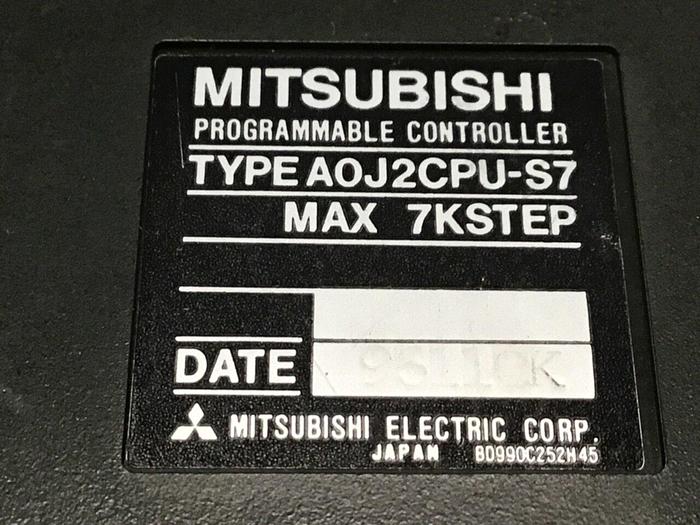 MITSUBISHI
PROGRAMMABLE CONTROLLER
TYPE A0J2CPU-S7
MAX 7KSTEP
DATE
MITSUBISHI ELECTRIC CORP.
JAPAN BD990C252H45